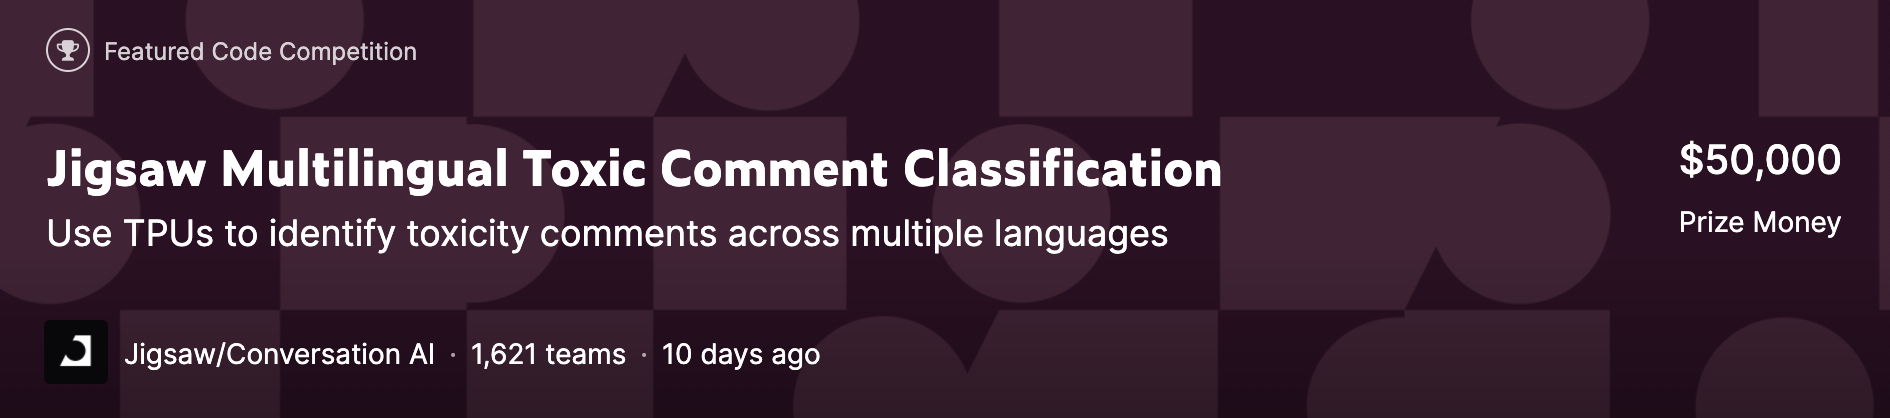 Featured Code Competition
Jigsaw Multilingual Toxic Comment Classification
Use TPUs to identify toxicity comments across multiple languages
$50,000
Prize Money
Jigsaw/Conversation AI · 1,621 teams · 10 days ago